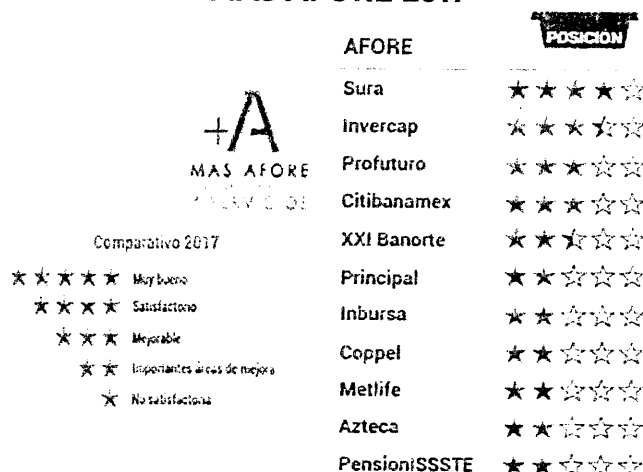 POSICIÓN
AFORE
Sura
Invercap
Profuturo
Citibanamex
XXI Banorte
Principal
Inbursa
Coppel
Metlife
Azteca
PensionISSSTE
+A
MAS AFORE
Comparativo 2017
Muy bueno
Satisfactorio
Mejorable
Importantes áreas de mejora
No satisfactoria